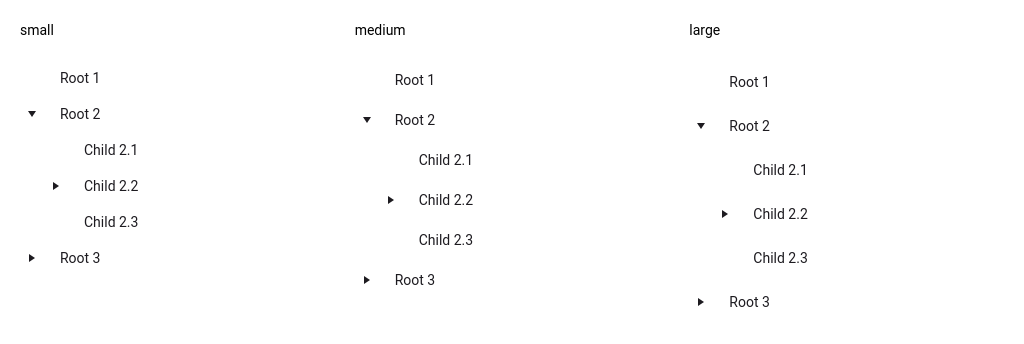 small
Root 1
Root 2
Child 2.1
Child 2.2
Child 2.3
Root 3
medium
Root 1
Root 2
Child 2.1
Child 2.2
Child 2.3
Root 3
large
Root 1
Root 2
Child 2.1
Child 2.2
Child 2.3
Root 3